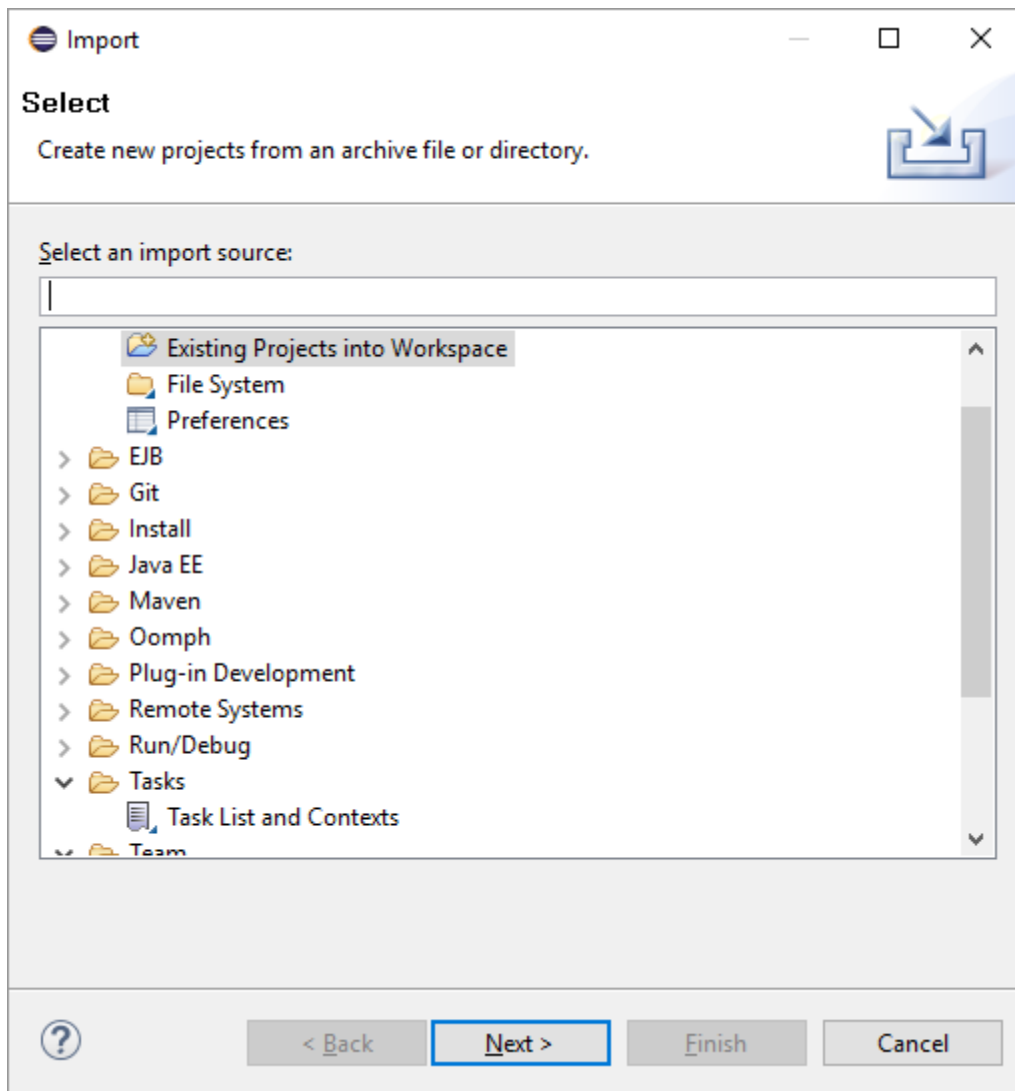 Import
Select
Create new projects from an archive file or directory.
Select an import source:
Existing Projects into Workspace
File System
Preferences
EJB
Git
Install
Java EE
Maven
Oomph
Plug-in Development
Remote Systems
Run/Debug
Tasks
Task List and Contexts
Team
?
< Back Next > Finish Cancel